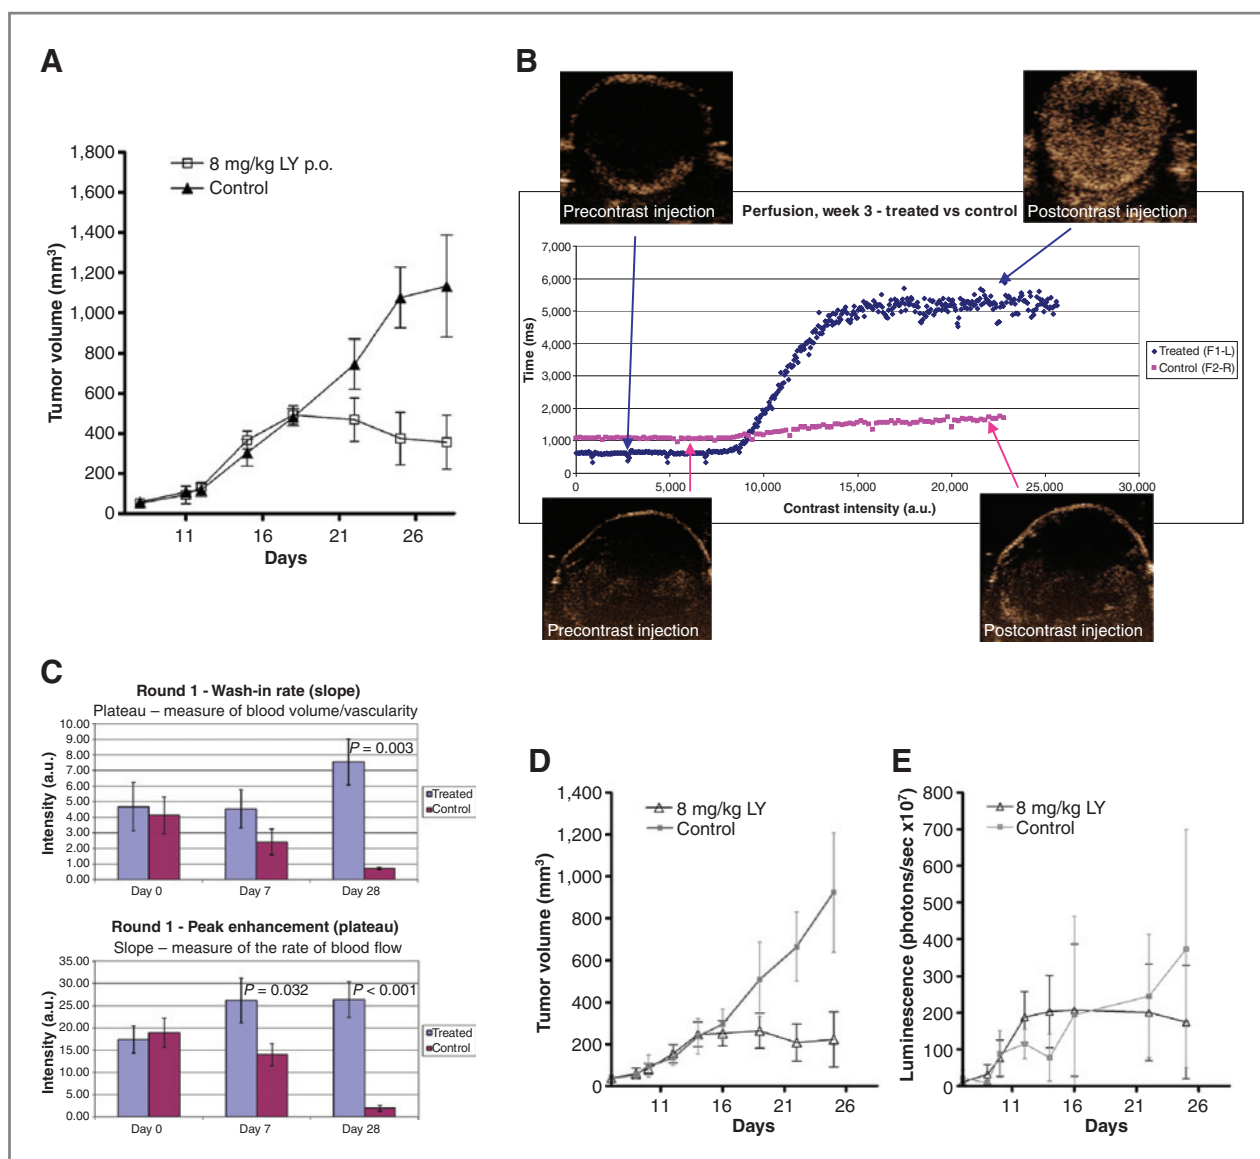 A
1,800
1,600
1,400
1,200
1,000
800
600
400
200
0
Tumor volume (mm³)
8 mg/kg LY p.o.
Control
11
16
21
26
Days
B
Precontrast injection
Postcontrast injection
Perfusion, week 3 - treated vs control
7,000
6,000
5,000
4,000
3,000
2,000
1,000
0
Time (ms)
0
5,000
10,000
15,000
20,000
25,000
30,000
Contrast intensity (a.u.)
Treated (F1-L)
Control (F2-R)
Precontrast injection
Postcontrast injection
C
Round 1 - Wash-in rate (slope)
Plateau – measure of blood volume/vascularity
10.00
9.00
8.00
7.00
6.00
5.00
4.00
3.00
2.00
1.00
0.00
Intensity (a.u.)
P = 0.003
Treated
Control
Day 0
Day 7
Day 28
Round 1 - Peak enhancement (plateau)
Slope – measure of the rate of blood flow
35.00
30.00
25.00
20.00
15.00
10.00
5.00
0.00
Intensity (a.u.)
P = 0.032
P < 0.001
Treated
Control
Day 0
Day 7
Day 28
D
1,400
1,200
1,000
800
600
400
200
0
Tumor volume (mm³)
8 mg/kg LY
Control
11
16
21
26
Days
E
800
700
600
500
400
300
200
100
0
Luminescence (photons/sec x10⁷)
8 mg/kg LY
Control
11
16
21
26
Days